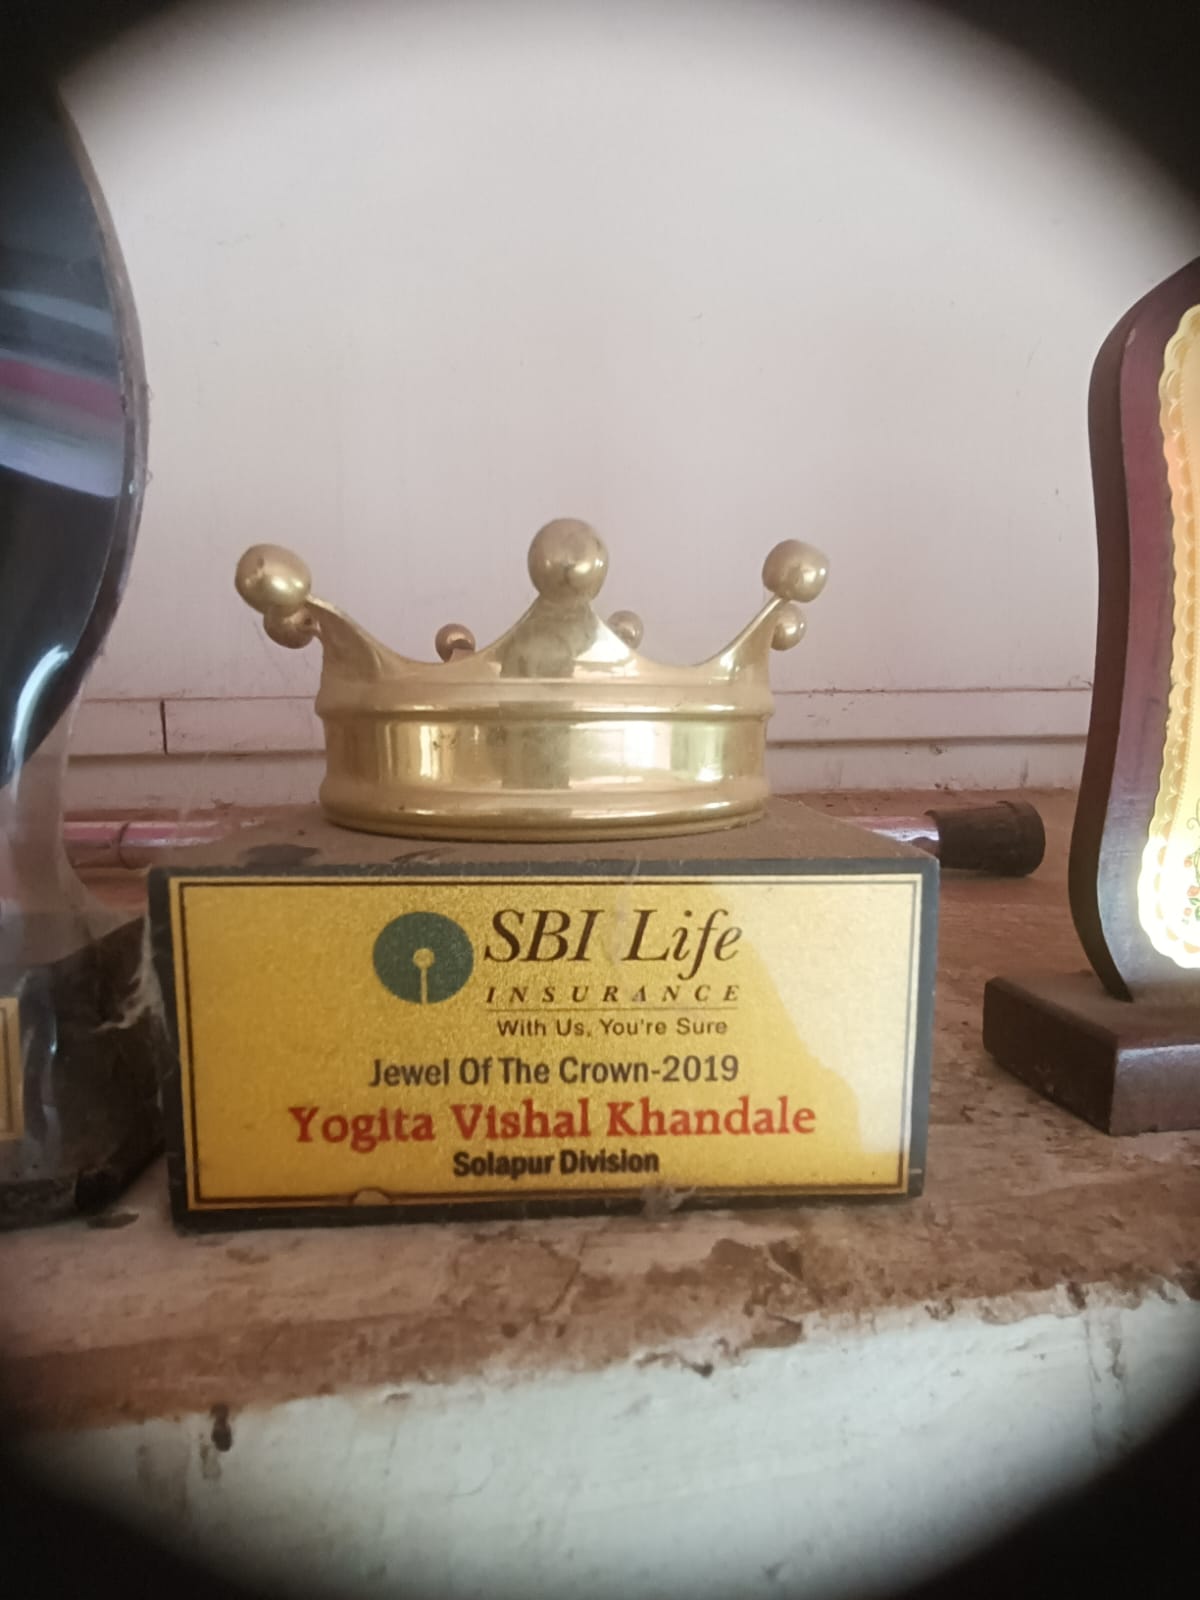 SBI Life
INSURANCE
With Us, You're Sure
Jewel Of The Crown-2019
Yogita Vishal Khandale
Solapur Division